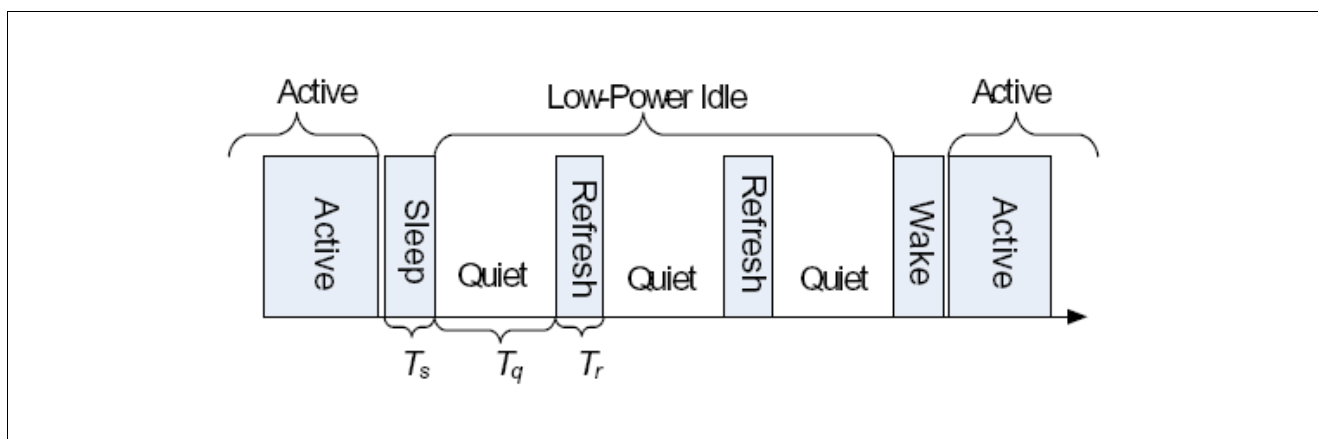 Active
Low-Power Idle
Active
Active
Sleep
Quiet
Refresh
Quiet
Refresh
Quiet
Wake
Active
Ts
Tq
Tr